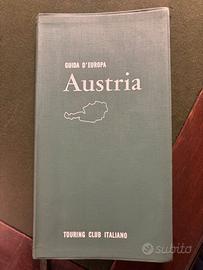 GUIDA D'EUROPA
Austria
TOURING CLUB ITALIANO
subito